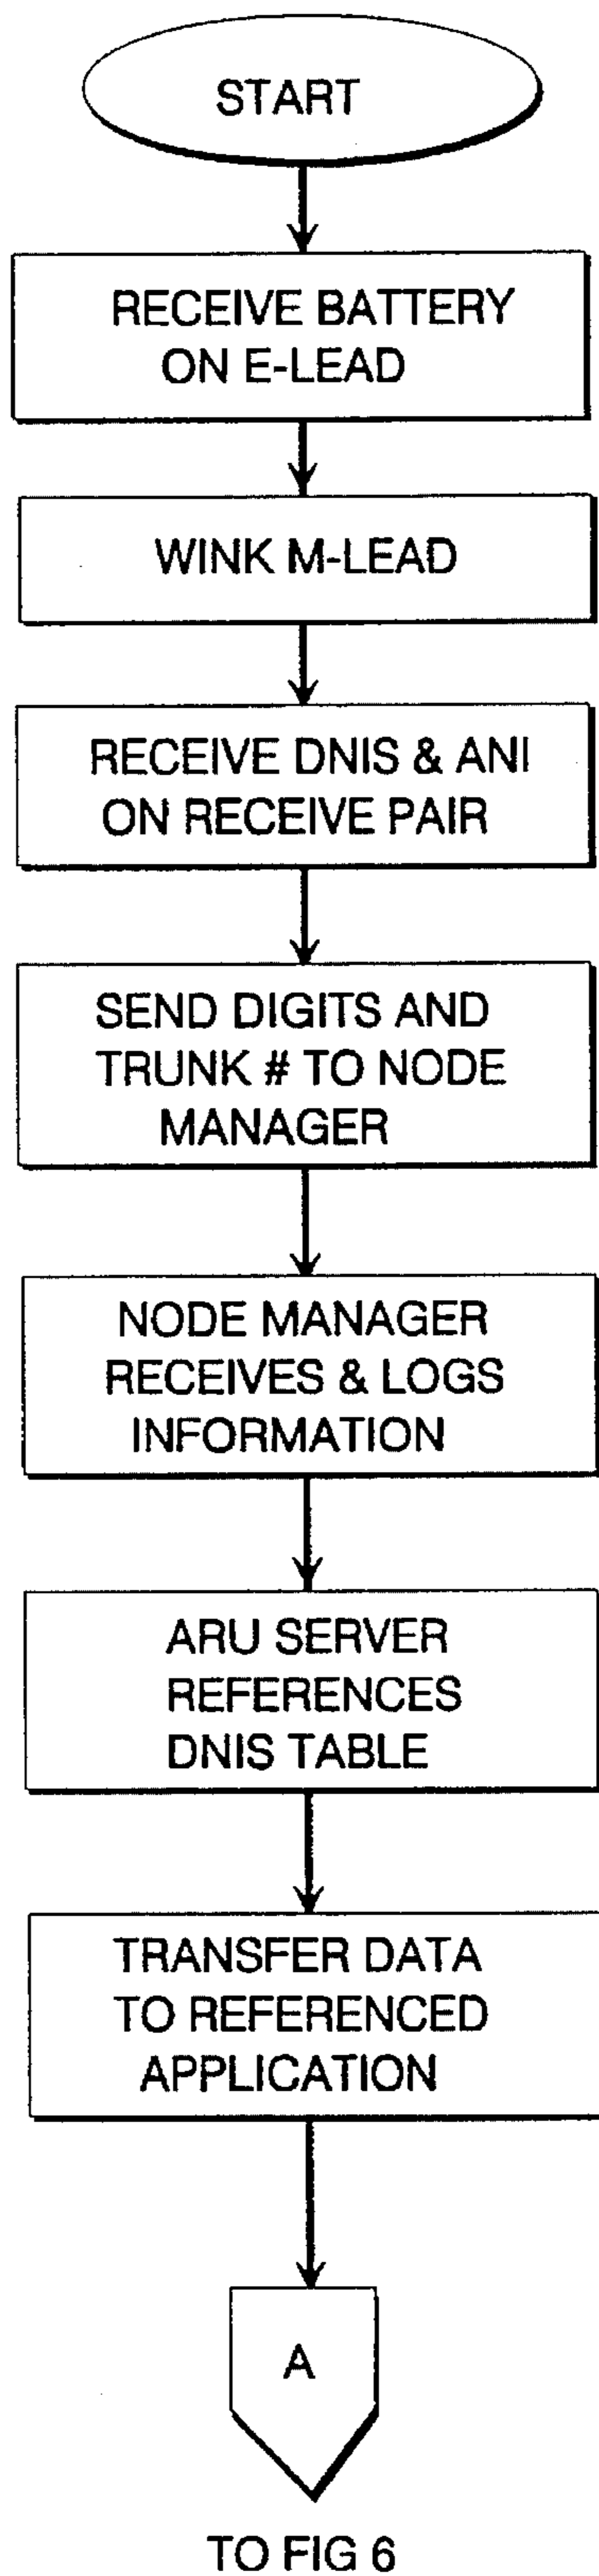 START
RECEIVE BATTERY
ON E-LEAD
WINK M-LEAD
RECEIVE DNIS & ANI
ON RECEIVE PAIR
SEND DIGITS AND
TRUNK # TO NODE
MANAGER
NODE MANAGER
RECEIVES & LOGS
INFORMATION
ARU SERVER
REFERENCES
DNIS TABLE
TRANSFER DATA
TO REFERENCED
APPLICATION
A
TO FIG 6